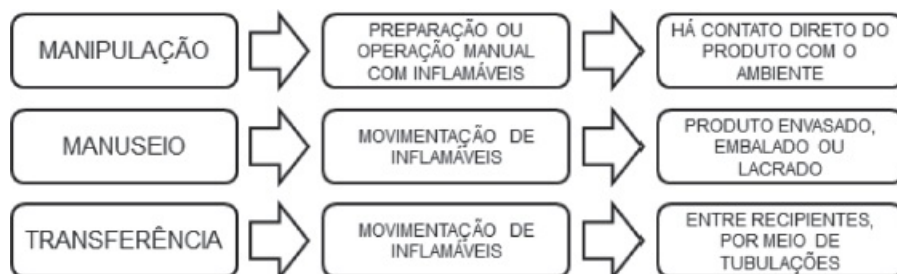 MANIPULAÇÃO
PREPARAÇÃO OU
OPERAÇÃO MANUAL
COM INFLAMÁVEIS
HÁ CONTATO DIRETO DO
PRODUTO COM O
AMBIENTE
MANUSEIO
MOVIMENTAÇÃO DE
INFLAMÁVEIS
PRODUTO ENVASADO,
EMBALADO OU
LACRADO
TRANSFERÊNCIA
MOVIMENTAÇÃO DE
INFLAMÁVEIS
ENTRE RECIPIENTES,
POR MEIO DE
TUBULAÇÕES